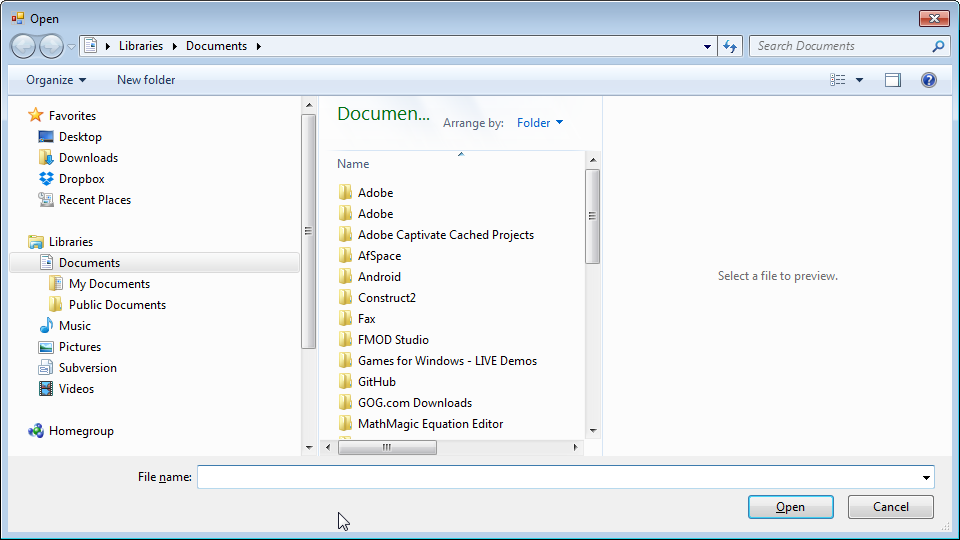 Open
Libraries Documents
Search Documents
Organize New folder
Favorites
Desktop
Downloads
Dropbox
Recent Places
Libraries
Documents
My Documents
Public Documents
Music
Pictures
Subversion
Videos
Homegroup
Documen...
Arrange by: Folder
Name
Adobe
Adobe
Adobe Captivate Cached Projects
AfSpace
Android
Construct2
Fax
FMOD Studio
Games for Windows - LIVE Demos
GitHub
GOG.com Downloads
MathMagic Equation Editor
Select a file to preview.
File name:
Open Cancel